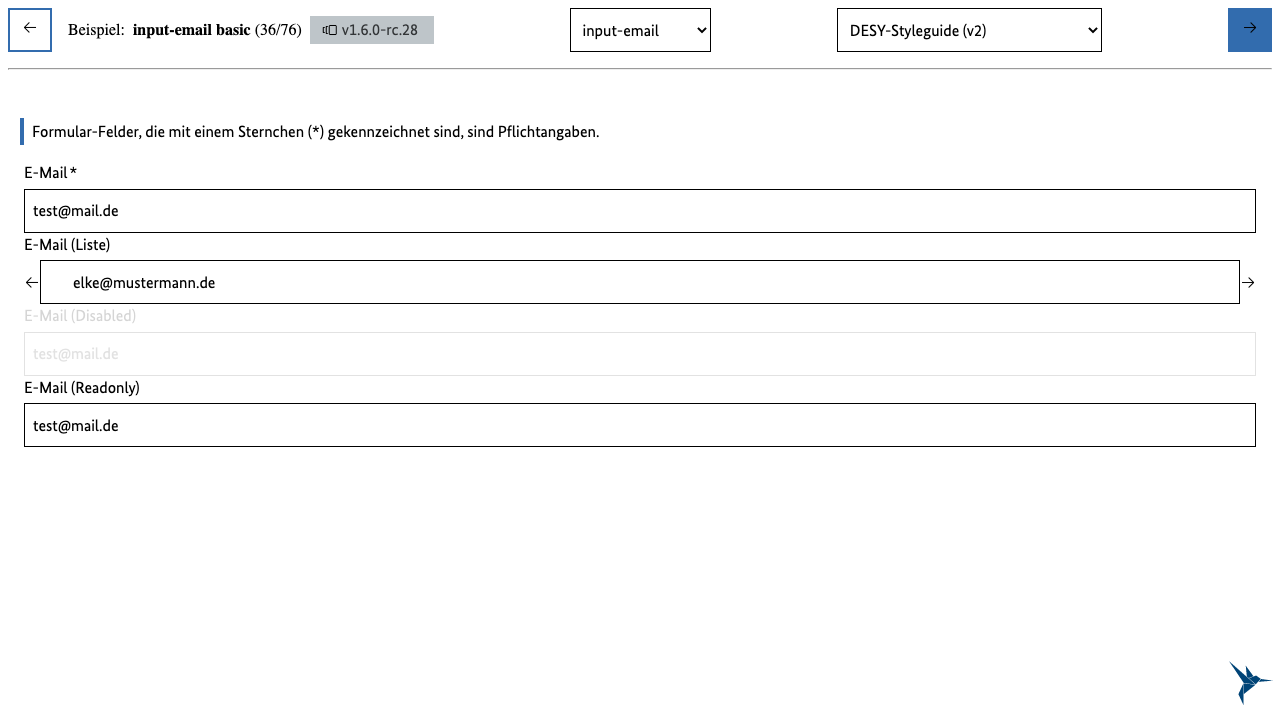 Beispiel: input-email basic (36/76) v1.6.0-rc.28 input-email DESY-Styleguide (v2)
Formular-Felder, die mit einem Sternchen (*) gekennzeichnet sind, sind Pflichtangaben.
E-Mail *
test@mail.de
E-Mail (Liste)
elke@mustermann.de
E-Mail (Disabled)
test@mail.de
E-Mail (Readonly)
test@mail.de